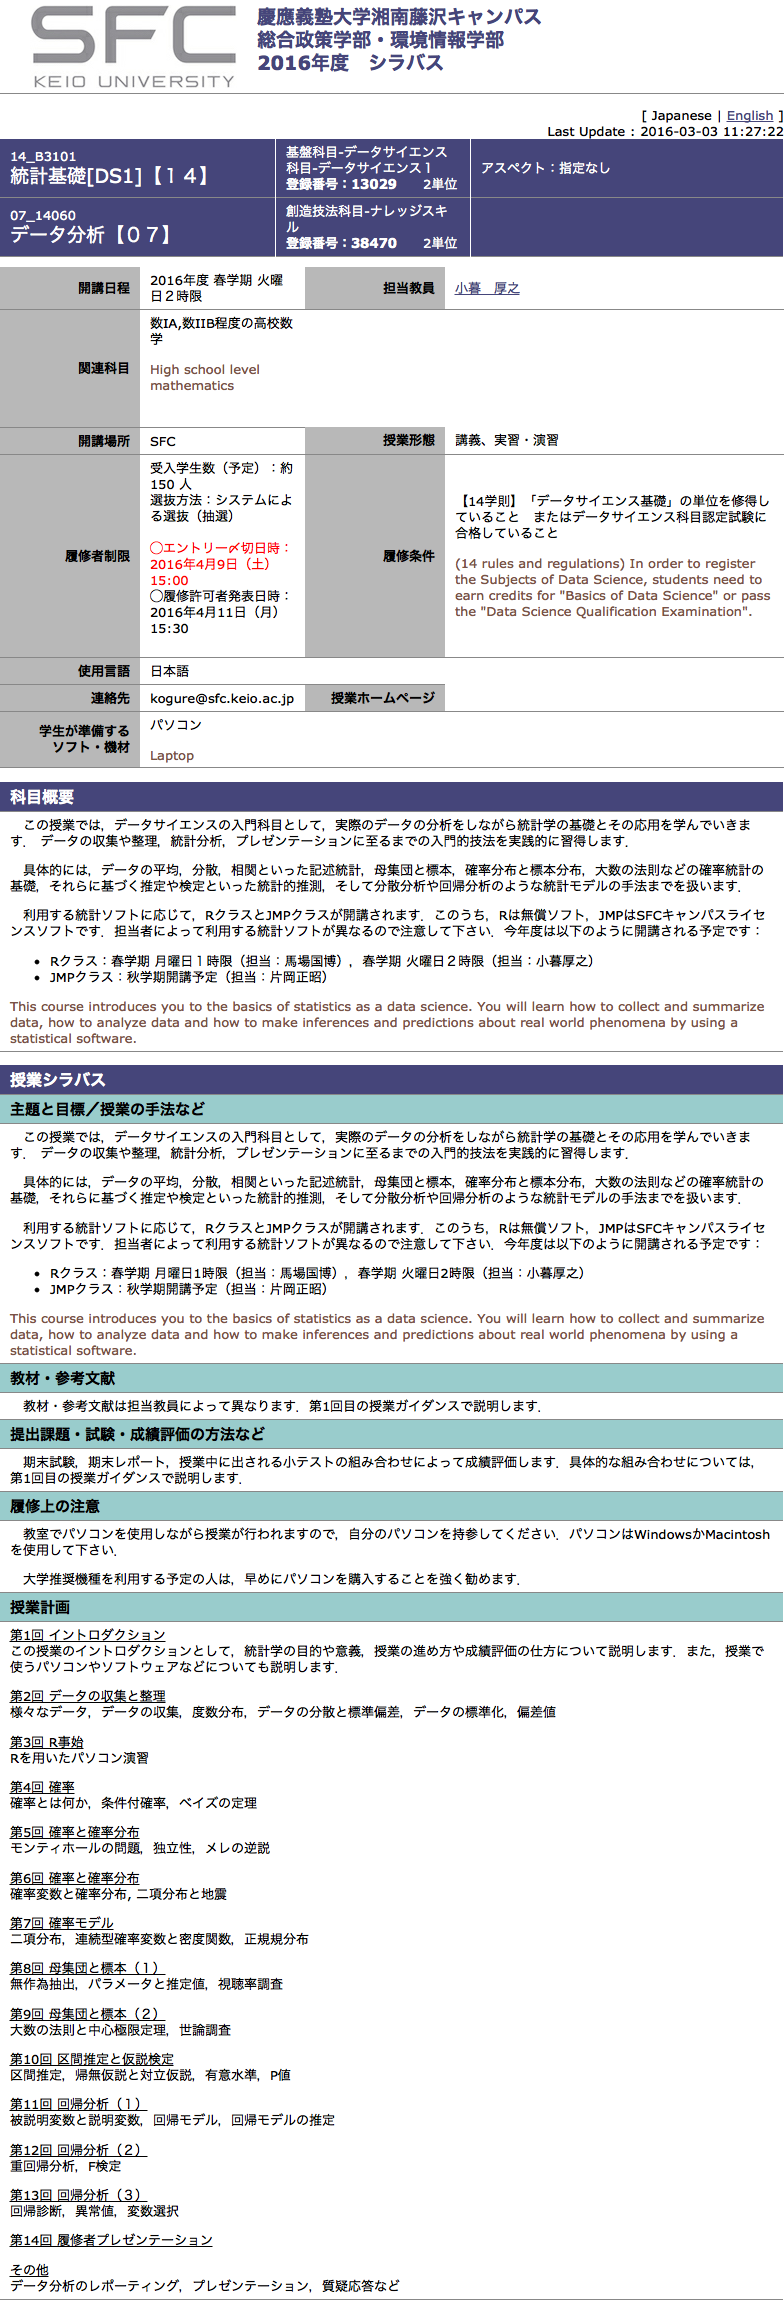 SFC
KEIO UNIVERSITY
慶應義塾大学湘南藤沢キャンパス
総合政策学部・環境情報学部
2016年度　シラバス
[ Japanese | English ]
Last Update : 2016-03-03 11:27:22
14_B3101
統計基礎[DS1]【１４】
基盤科目-データサイエンス
科目-データサイエンス１
登録番号：13029　　2単位
アスペクト：指定なし
07_14060
データ分析【０７】
創造技法科目-ナレッジスキ
ル
登録番号：38470　　2単位
開講日程
2016年度 春学期 火曜
日２時限
担当教員
小暮　厚之
関連科目
数IA,数IIB程度の高校数
学
High school level
mathematics
開講場所
SFC
授業形態
講義、実習・演習
履修者制限
受入学生数（予定）：約
150 人
選抜方法：システムによ
る選抜（抽選）
◯エントリー〆切日時：
2016年4月9日（土）
15:00
◯履修許可者発表日時：
2016年4月11日（月）
15:30
履修条件
【14学則】「データサイエンス基礎」の単位を修得し
ていること　またはデータサイエンス科目認定試験に
合格していること
(14 rules and regulations) In order to register
the Subjects of Data Science, students need to
earn credits for "Basics of Data Science" or pass
the "Data Science Qualification Examination".
使用言語
日本語
連絡先
kogure@sfc.keio.ac.jp
授業ホームページ
学生が準備する
ソフト・機材
パソコン
Laptop
科目概要
この授業では，データサイエンスの入門科目として，実際のデータの分析をしながら統計学の基礎とその応用を学んでいきま
す．　データの収集や整理，統計分析，プレゼンテーションに至るまでの入門的技法を実践的に習得します．
具体的には，データの平均，分散，相関といった記述統計，母集団と標本，確率分布と標本分布，大数の法則などの確率統計の
基礎，それらに基づく推定や検定といった統計的推測，そして分散分析や回帰分析のような統計モデルの手法までを扱います．
利用する統計ソフトに応じて，RクラスとJMPクラスが開講されます．このうち，Rは無償ソフト，JMPはSFCキャンパスライセ
ンスソフトです．担当者によって利用する統計ソフトが異なるので注意して下さい．今年度は以下のように開講される予定です：
• Rクラス：春学期 月曜日１時限（担当：馬場国博）, 春学期 火曜日２時限（担当：小暮厚之）
• JMPクラス：秋学期開講予定（担当：片岡正昭）
This course introduces you to the basics of statistics as a data science. You will learn how to collect and summarize
data, how to analyze data and how to make inferences and predictions about real world phenomena by using a
statistical software.
授業シラバス
主題と目標／授業の手法など
この授業では，データサイエンスの入門科目として，実際のデータの分析をしながら統計学の基礎とその応用を学んでいきま
す．　データの収集や整理，統計分析，プレゼンテーションに至るまでの入門的技法を実践的に習得します．
具体的には，データの平均，分散，相関といった記述統計，母集団と標本，確率分布と標本分布，大数の法則などの確率統計の
基礎，それらに基づく推定や検定といった統計的推測，そして分散分析や回帰分析のような統計モデルの手法までを扱います．
利用する統計ソフトに応じて，RクラスとJMPクラスが開講されます．このうち，Rは無償ソフト，JMPはSFCキャンパスライセ
ンスソフトです．担当者によって利用する統計ソフトが異なるので注意して下さい．今年度は以下のように開講される予定です：
• Rクラス：春学期 月曜日1時限（担当：馬場国博）, 春学期 火曜日2時限（担当：小暮厚之）
• JMPクラス：秋学期開講予定（担当：片岡正昭）
This course introduces you to the basics of statistics as a data science. You will learn how to collect and summarize
data, how to analyze data and how to make inferences and predictions about real world phenomena by using a
statistical software.
教材・参考文献
教材・参考文献は担当教員によって異なります．第1回目の授業ガイダンスで説明します．
提出課題・試験・成績評価の方法など
期末試験，期末レポート，授業中に出される小テストの組み合わせによって成績評価します．具体的な組み合わせについては，
第1回目の授業ガイダンスで説明します．
履修上の注意
教室でパソコンを使用しながら授業が行われますので，自分のパソコンを持参してください．パソコンはWindowsかMacintosh
を使用して下さい．
大学推奨機種を利用する予定の人は，早めにパソコンを購入することを強く勧めます．
授業計画
第1回 イントロダクション
この授業のイントロダクションとして，統計学の目的や意義，授業の進め方や成績評価の仕方について説明します．また，授業で
使うパソコンやソフトウェアなどについても説明します．
第2回 データの収集と整理
様々なデータ，データの収集，度数分布，データの分散と標準偏差，データの標準化，偏差値
第3回 R事始
Rを用いたパソコン演習
第4回 確率
確率とは何か，条件付確率，ベイズの定理
第5回 確率と確率分布
モンティホールの問題，独立性，メレの逆説
第6回 確率と確率分布
確率変数と確率分布, 二項分布と地震
第7回 確率モデル
二項分布，連続型確率変数と密度関数，正規規分布
第8回 母集団と標本（１）
無作為抽出，パラメータと推定値，視聴率調査
第9回 母集団と標本（２）
大数の法則と中心極限定理，世論調査
第10回 区間推定と仮説検定
区間推定，帰無仮説と対立仮説，有意水準，P値
第11回 回帰分析（１）
被説明変数と説明変数，回帰モデル，回帰モデルの推定
第12回 回帰分析（２）
重回帰分析，F検定
第13回 回帰分析（３）
回帰診断，異常値，変数選択
第14回 履修者プレゼンテーション
その他
データ分析のレポーティング，プレゼンテーション，質疑応答など